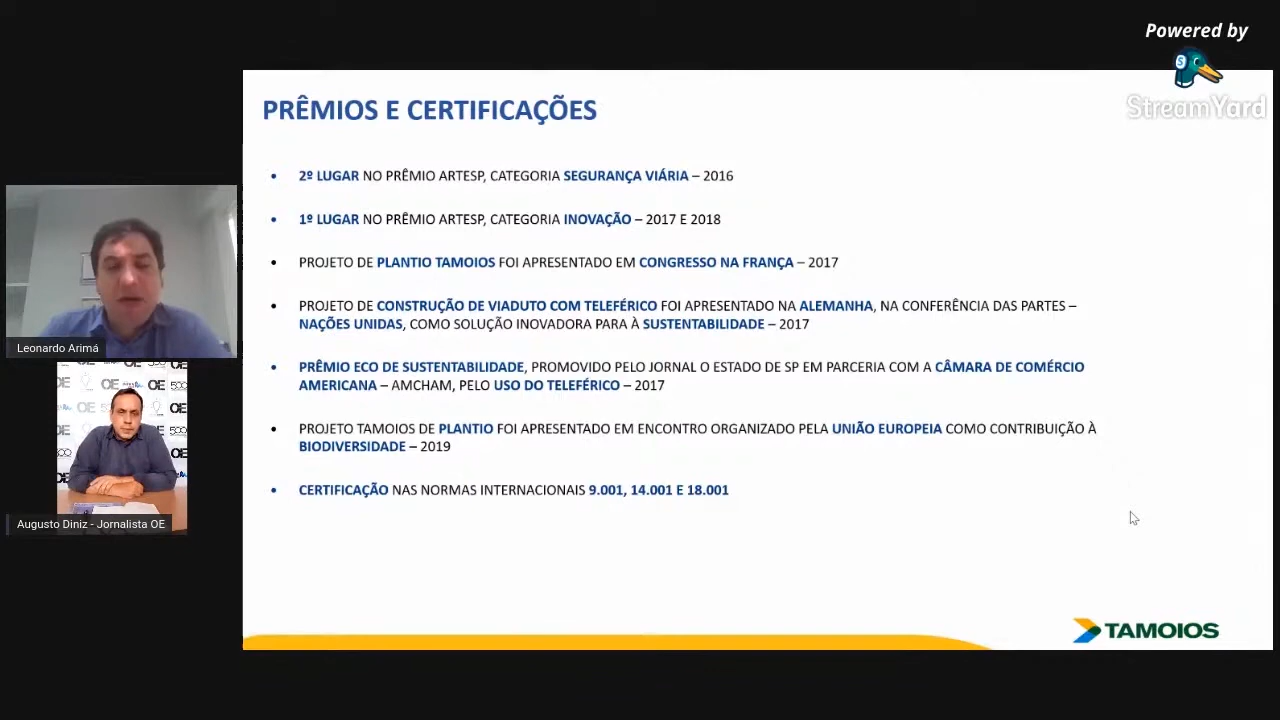 Powered by
StreamYard
PRÊMIOS E CERTIFICAÇÕES
• 2º LUGAR NO PRÊMIO ARTESP, CATEGORIA SEGURANÇA VIÁRIA – 2016
• 1º LUGAR NO PRÊMIO ARTESP, CATEGORIA INOVAÇÃO – 2017 E 2018
• PROJETO DE PLANTIO TAMOIOS FOI APRESENTADO EM CONGRESSO NA FRANÇA – 2017
• PROJETO DE CONSTRUÇÃO DE VIADUTO COM TELEFÉRICO FOI APRESENTADO NA ALEMANHA, NA CONFERÊNCIA DAS PARTES –
NAÇÕES UNIDAS, COMO SOLUÇÃO INOVADORA PARA À SUSTENTABILIDADE – 2017
• PRÊMIO ECO DE SUSTENTABILIDADE, PROMOVIDO PELO JORNAL O ESTADO DE SP EM PARCERIA COM A CÂMARA DE COMÉRCIO
AMERICANA – AMCHAM, PELO USO DO TELEFÉRICO – 2017
• PROJETO TAMOIOS DE PLANTIO FOI APRESENTADO EM ENCONTRO ORGANIZADO PELA UNIÃO EUROPEIA COMO CONTRIBUIÇÃO À
BIODIVERSIDADE – 2019
• CERTIFICAÇÃO NAS NORMAS INTERNACIONAIS 9.001, 14.001 E 18.001
TAMOIOS
Leonardo Arimá
OE
500
Augusto Diniz - Jornalista OE